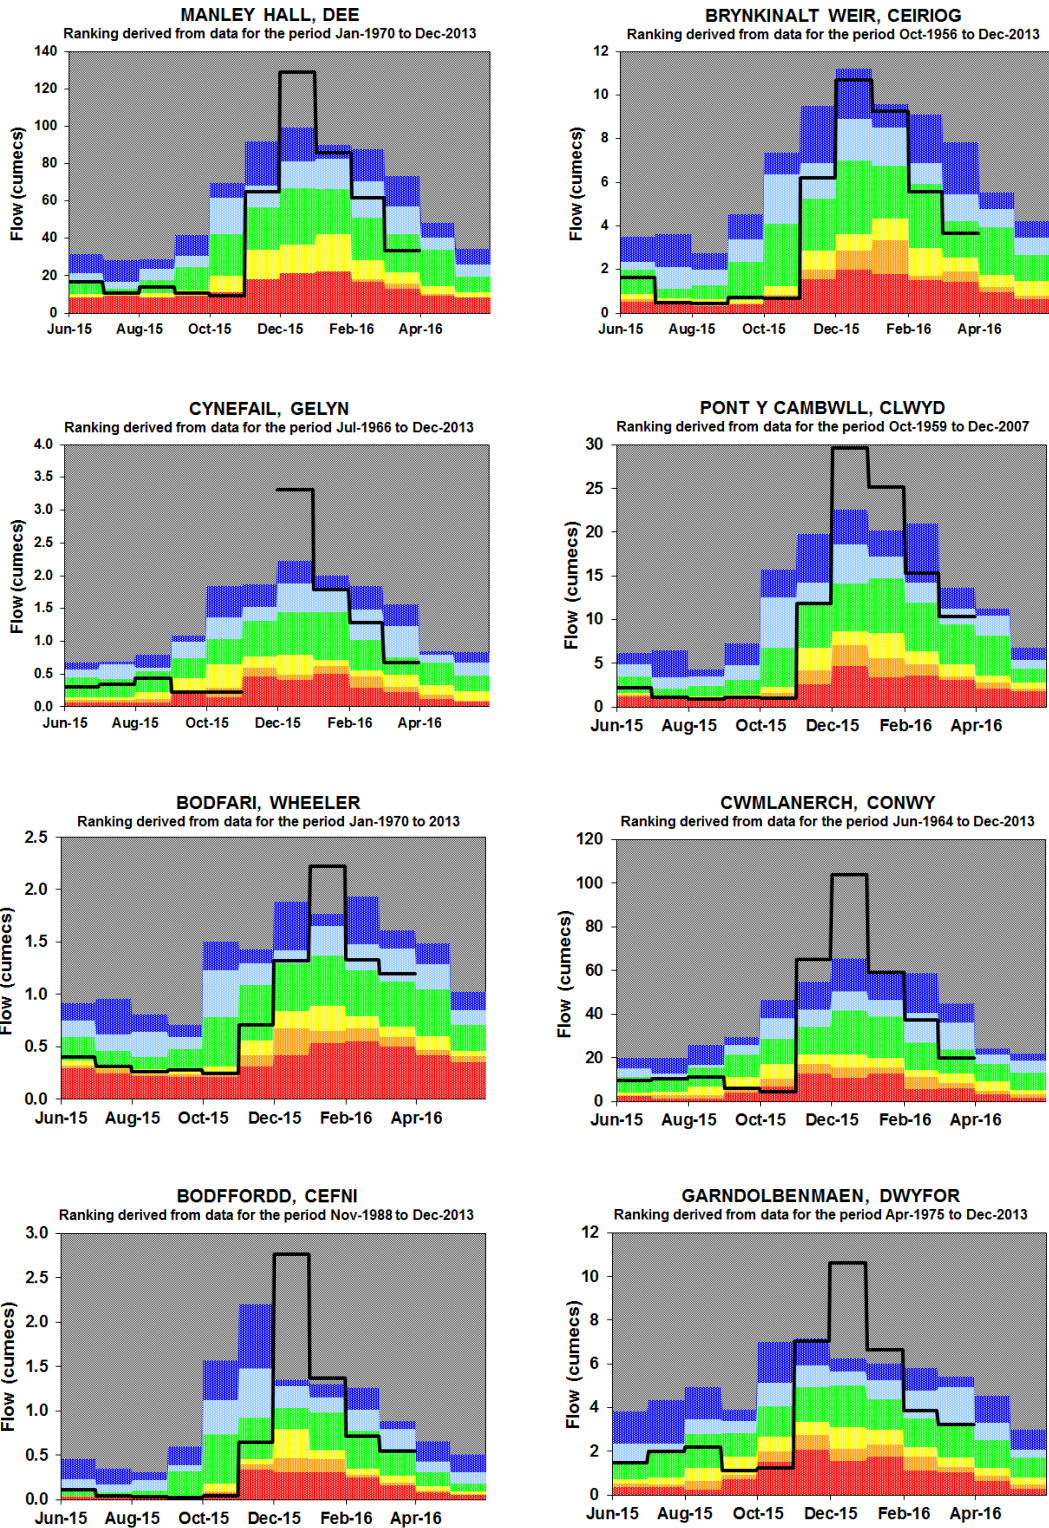 MANLEY HALL, DEE
Ranking derived from data for the period Jan-1970 to Dec-2013
140
120
100
80
60
40
20
0
Flow (cumecs)
Jun-15 Aug-15 Oct-15 Dec-15 Feb-16 Apr-16
BRYNKINALT WEIR, CEIRIOG
Ranking derived from data for the period Oct-1956 to Dec-2013
12
10
8
6
4
2
0
Flow (cumecs)
Jun-15 Aug-15 Oct-15 Dec-15 Feb-16 Apr-16
CYNEFAIL, GELYN
Ranking derived from data for the period Jul-1966 to Dec-2013
4.0
3.5
3.0
2.5
2.0
1.5
1.0
0.5
0.0
Flow (cumecs)
Jun-15 Aug-15 Oct-15 Dec-15 Feb-16 Apr-16
PONT Y CAMBWLL, CLWYD
Ranking derived from data for the period Oct-1959 to Dec-2007
30
25
20
15
10
5
0
Flow (cumecs)
Jun-15 Aug-15 Oct-15 Dec-15 Feb-16 Apr-16
BODFARI, WHEELER
Ranking derived from data for the period Jan-1970 to 2013
2.5
2.0
1.5
1.0
0.5
0.0
Flow (cumecs)
Jun-15 Aug-15 Oct-15 Dec-15 Feb-16 Apr-16
CWMLANERCH, CONWY
Ranking derived from data for the period Jun-1964 to Dec-2013
120
100
80
60
40
20
0
Flow (cumecs)
Jun-15 Aug-15 Oct-15 Dec-15 Feb-16 Apr-16
BODFFORDD, CEFNI
Ranking derived from data for the period Nov-1988 to Dec-2013
3.0
2.5
2.0
1.5
1.0
0.5
0.0
Flow (cumecs)
Jun-15 Aug-15 Oct-15 Dec-15 Feb-16 Apr-16
GARNDOLBENMAEN, DWYFOR
Ranking derived from data for the period Apr-1975 to Dec-2013
12
10
8
6
4
2
0
Flow (cumecs)
Jun-15 Aug-15 Oct-15 Dec-15 Feb-16 Apr-16